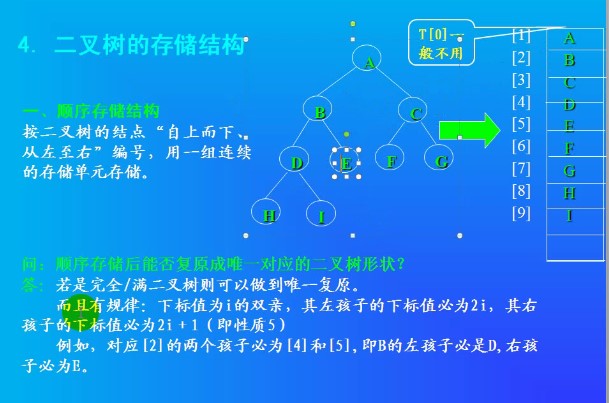 4. 二叉树的存储结构
T[0]一
般不用
一、顺序存储结构
按二叉树的结点“自上而下、
从左至右”编号，用一组连续
的存储单元存储。
A
B
C
D
E
F
G
H
I
[1] A
[2] B
[3] C
[4] D
[5] E
[6] F
[7] G
[8] H
[9] I
问：顺序存储后能否复原成唯一对应的二叉树形状？
答：若是完全/满二叉树则可以做到唯一复原。
而且有规律：下标值为i的双亲，其左孩子的下标值必为2i，其右
孩子的下标值必为2i+1（即性质5）
例如，对应[2]的两个孩子必为[4]和[5],即B的左孩子必是D,右孩
子必为E。